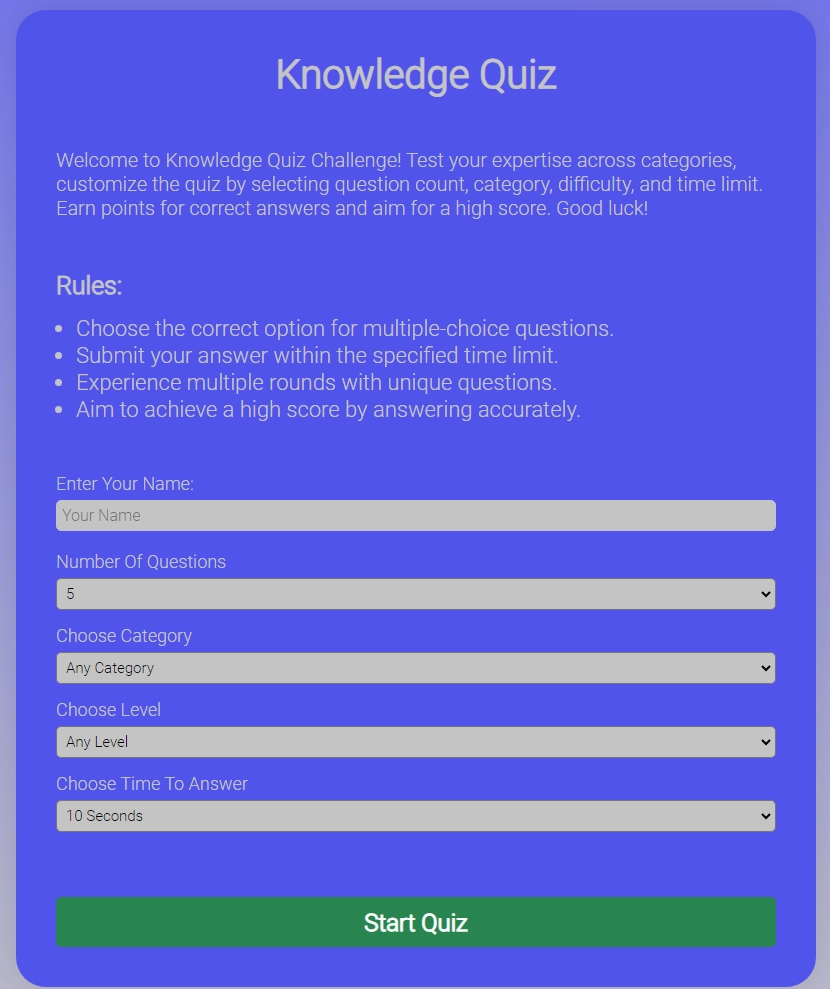 Knowledge Quiz
Welcome to Knowledge Quiz Challenge! Test your expertise across categories,
customize the quiz by selecting question count, category, difficulty, and time limit.
Earn points for correct answers and aim for a high score. Good luck!
Rules:
• Choose the correct option for multiple-choice questions.
• Submit your answer within the specified time limit.
• Experience multiple rounds with unique questions.
• Aim to achieve a high score by answering accurately.
Enter Your Name:
Your Name
Number Of Questions
5
Choose Category
Any Category
Choose Level
Any Level
Choose Time To Answer
10 Seconds
Start Quiz